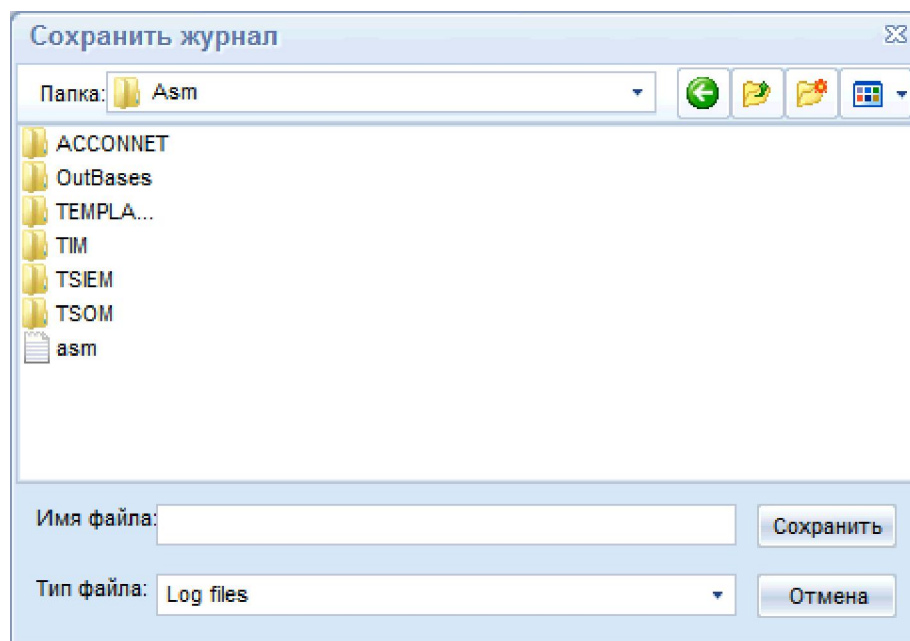 Сохранить журнал
Папка: Asm
ACCONNET
OutBases
TEMPLA...
TIM
TSIEM
TSOM
asm
Имя файла:
Сохранить
Тип файла: Log files
Отмена